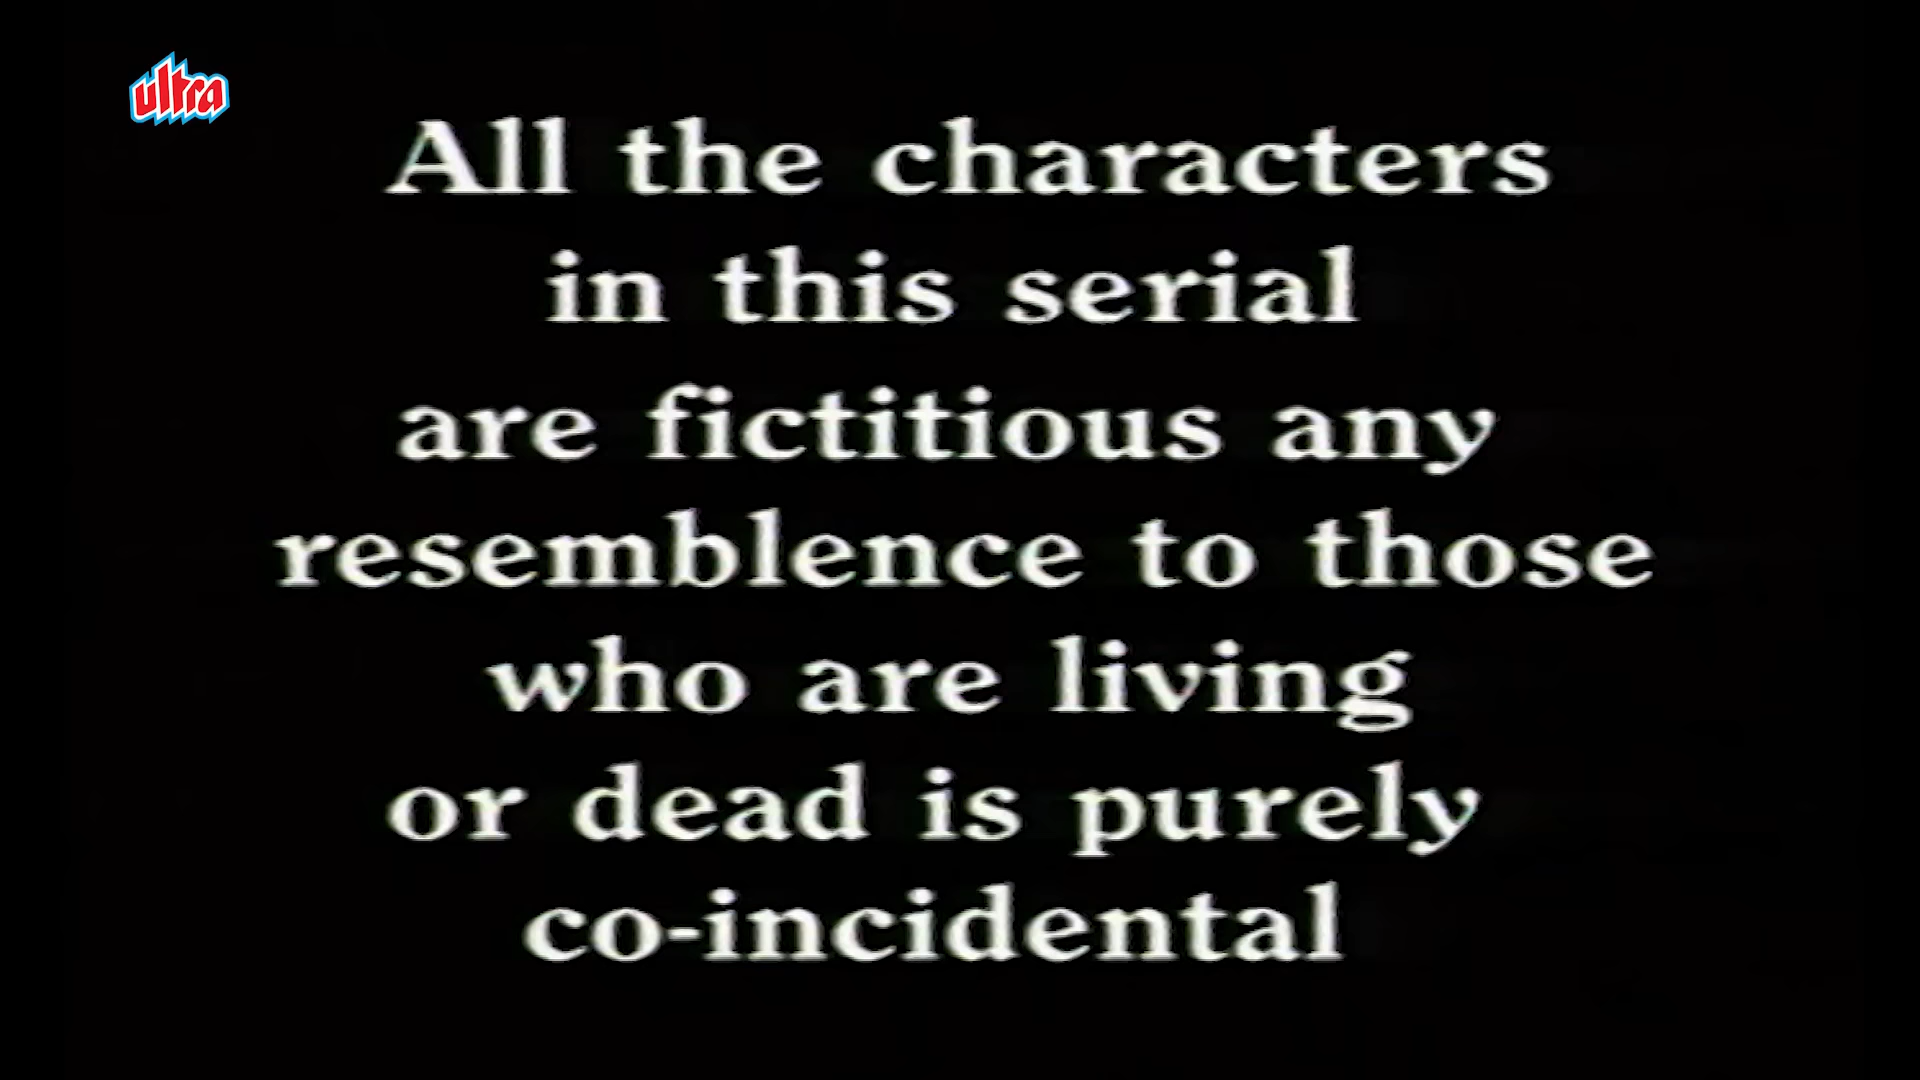 ultra
All the characters
in this serial
are fictitious any
resemblence to those
who are living
or dead is purely
co-incidental